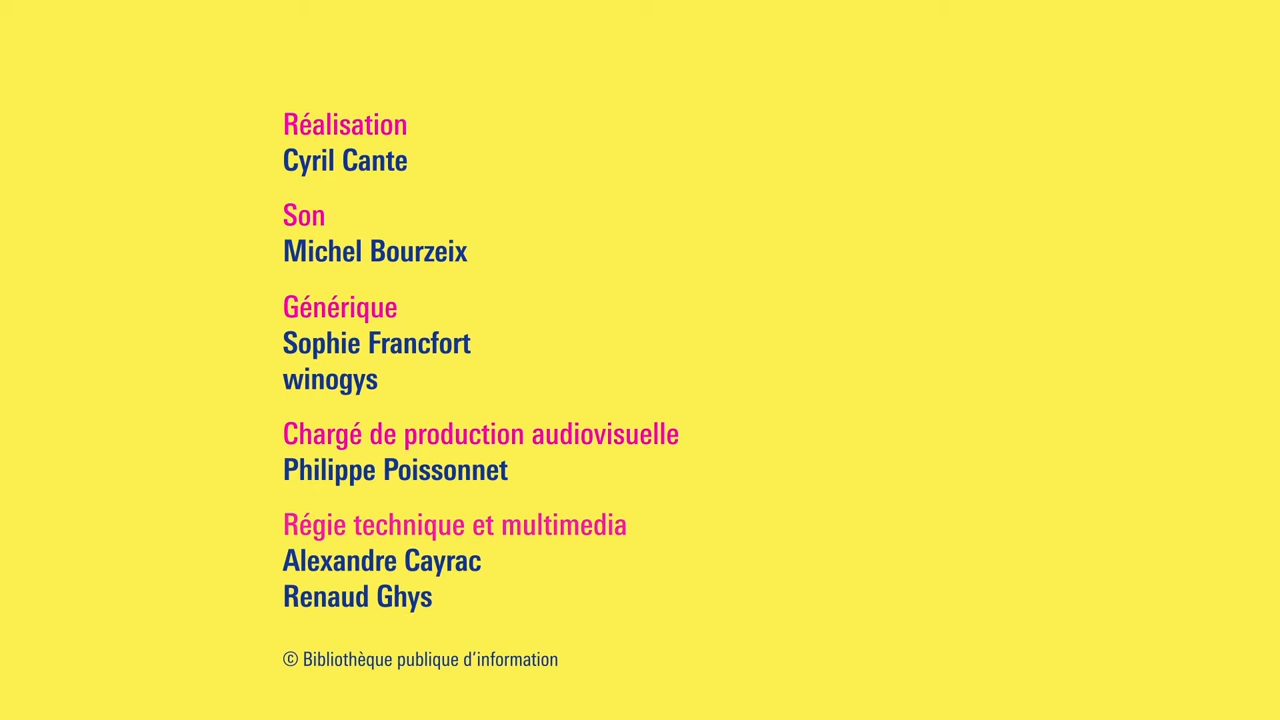 Réalisation
Cyril Cante
Son
Michel Bourzeix
Générique
Sophie Francfort
winogys
Chargé de production audiovisuelle
Philippe Poissonnet
Régie technique et multimedia
Alexandre Cayrac
Renaud Ghys
© Bibliothèque publique d’information